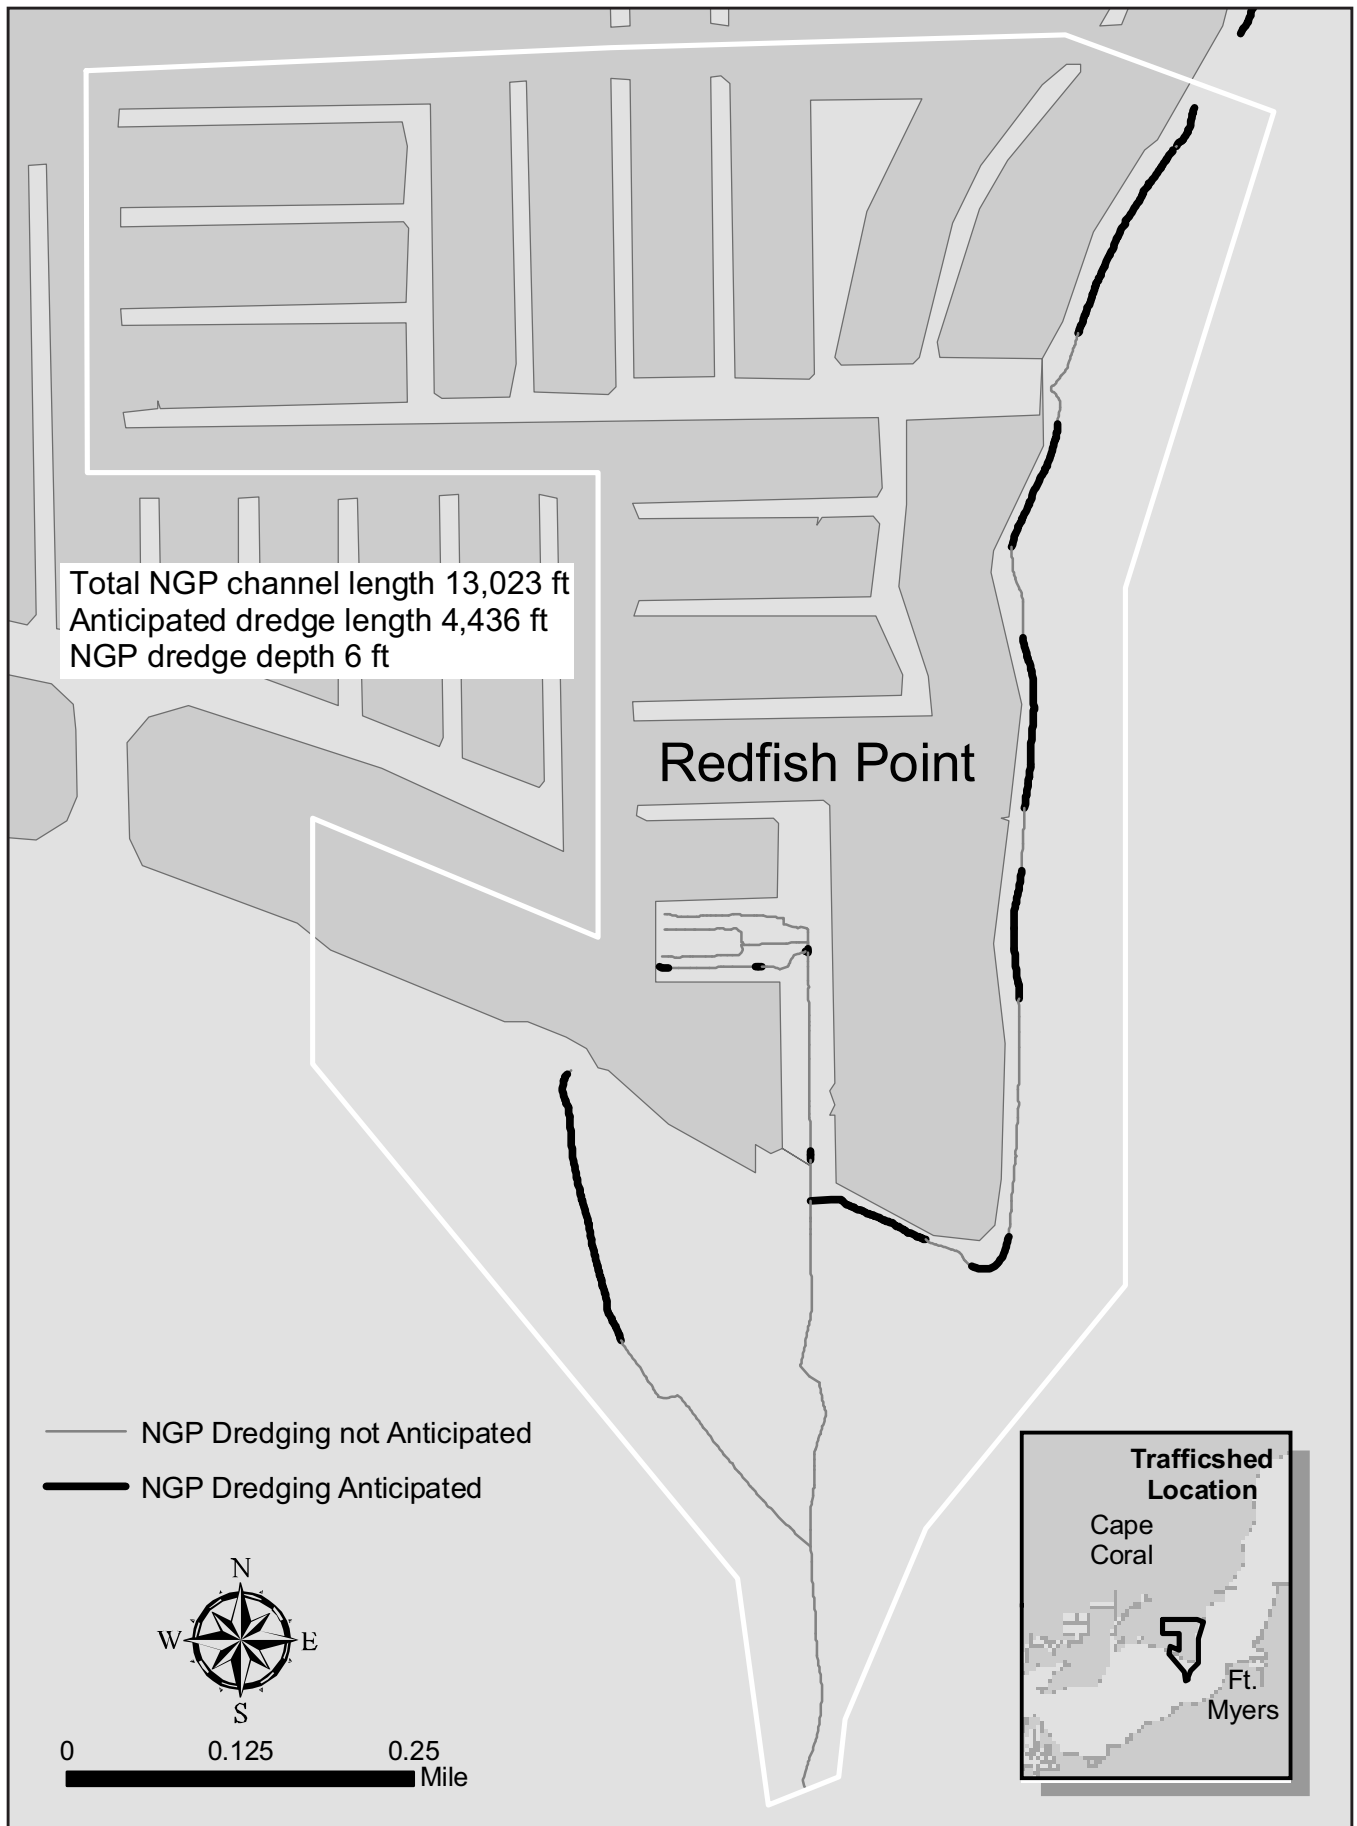 Total NGP channel length 13,023 ft
Anticipated dredge length 4,436 ft
NGP dredge depth 6 ft
Redfish Point
NGP Dredging not Anticipated
NGP Dredging Anticipated
N
W
E
S
0
0.125
0.25
Mile
Trafficshed
Location
Cape
Coral
Ft.
Myers